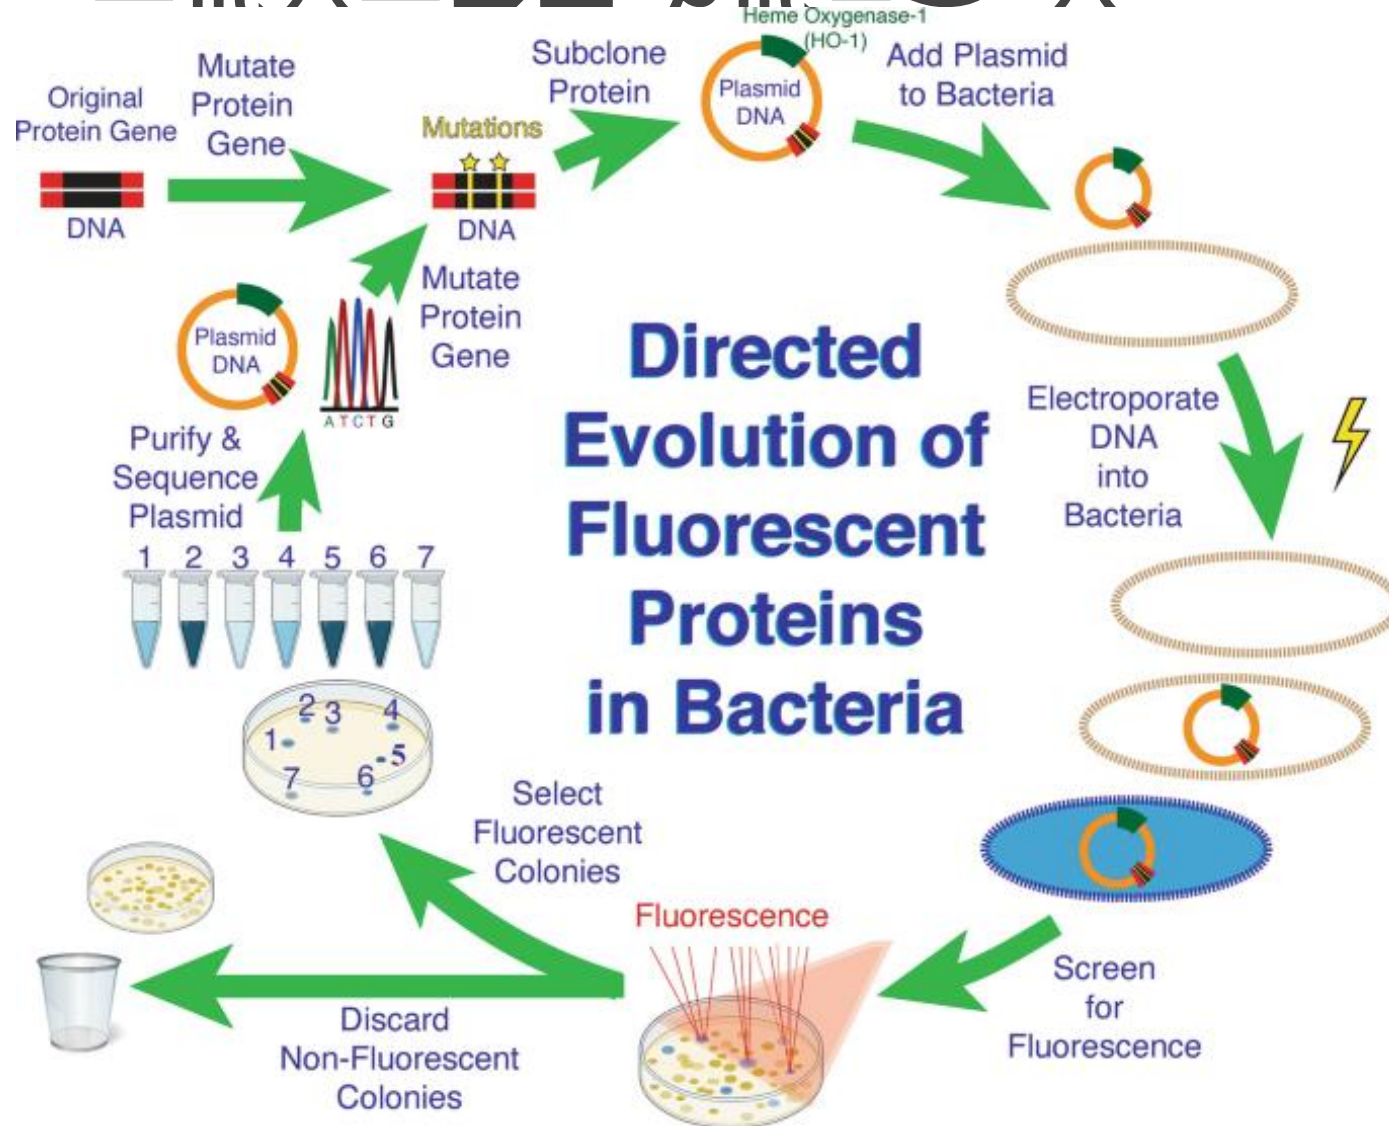 Heme Oxygenase-1
(HO-1)
Original
Protein Gene
DNA
Mutate
Protein
Gene
Mutations
DNA
Subclone
Protein
Plasmid
DNA
Add Plasmid
to Bacteria
Electroporate
DNA
into
Bacteria
Directed
Evolution of
Fluorescent
Proteins
in Bacteria
Screen
for
Fluorescence
Fluorescence
Select
Fluorescent
Colonies
Discard
Non-Fluorescent
Colonies
1 2 3 4 5 6 7
2 3 4
1 5
7 6
Purify &
Sequence
Plasmid
Plasmid
DNA
A T C T G
Mutate
Protein
Gene